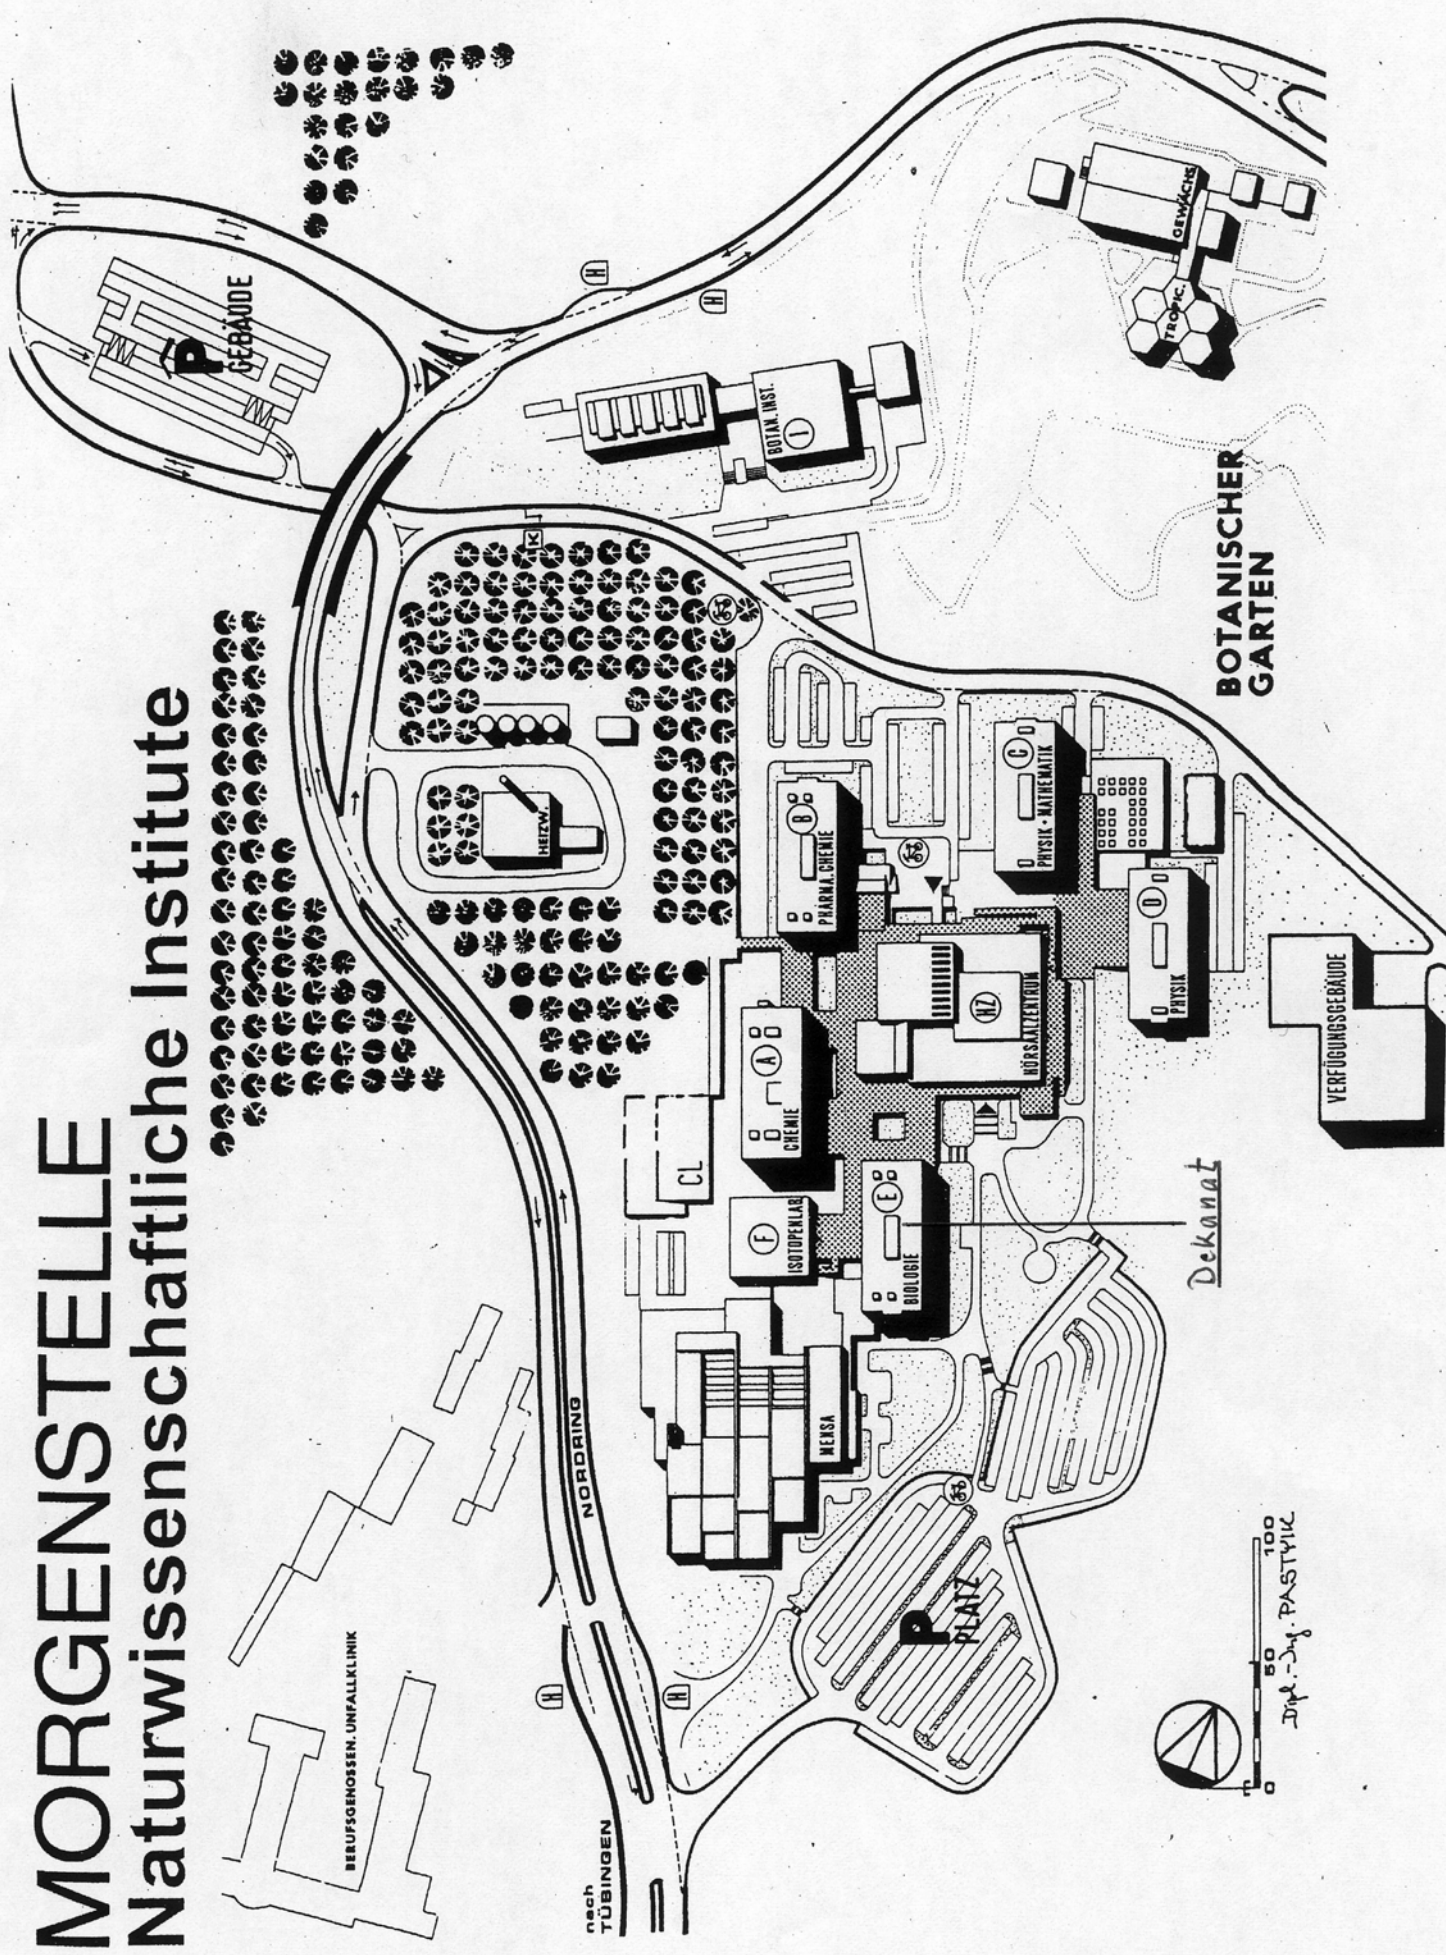 MORGENSTELLE
Naturwissenschaftliche Institute
BERUFSGENOSSEN. UNFALLKLINIK
nach
TÜBINGEN
NORDRING
H
H
H
H
P
GEBÄUDE
K
HEIZW.
BOTAN. INST.
I
GEWÄCHS
TROPIC.
BOTANISCHER
GARTEN
B
PHARMA. CHEMIE
C
PHYSIK • MATHEMATIK
D
PHYSIK
A
CHEMIE
HZ
HÖRSAALZENTRUM
CL
F
ISOTOPENLAB
E
BIOLOGIE
Dekanat
MENSA
VERFÜGUNGSGEBÄUDE
P
PLATZ
m
0 50 100
Dipl.-Ing. PASTYIK